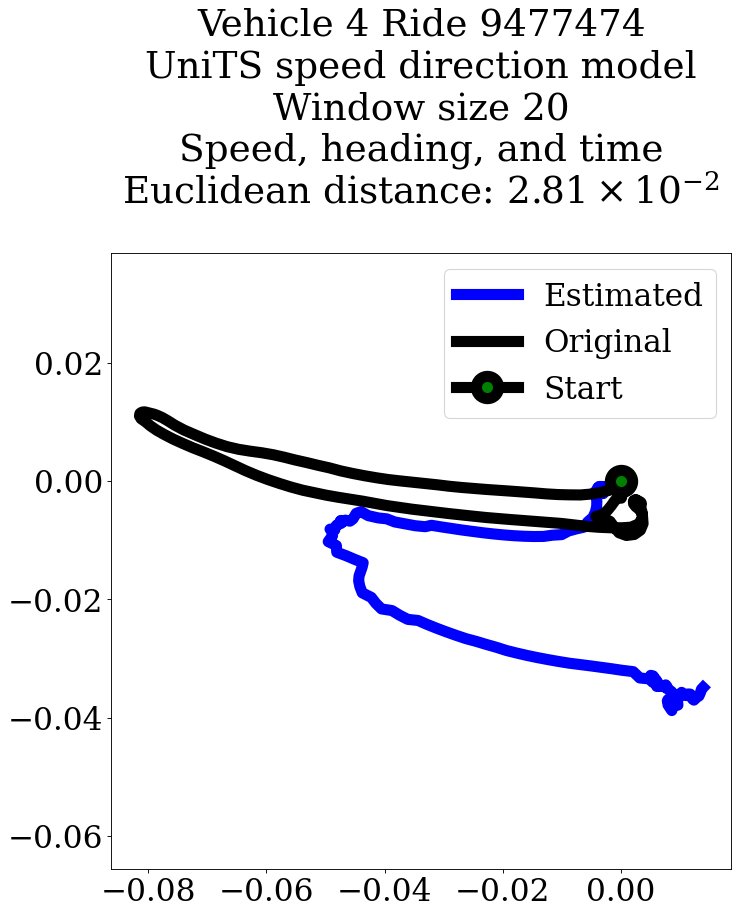 Vehicle 4 Ride 9477474
UniTS speed direction model
Window size 20
Speed, heading, and time
Euclidean distance: 2.81 × 10⁻²
Estimated
Original
Start
0.02
0.00
−0.02
−0.04
−0.06
−0.08 −0.06 −0.04 −0.02 0.00